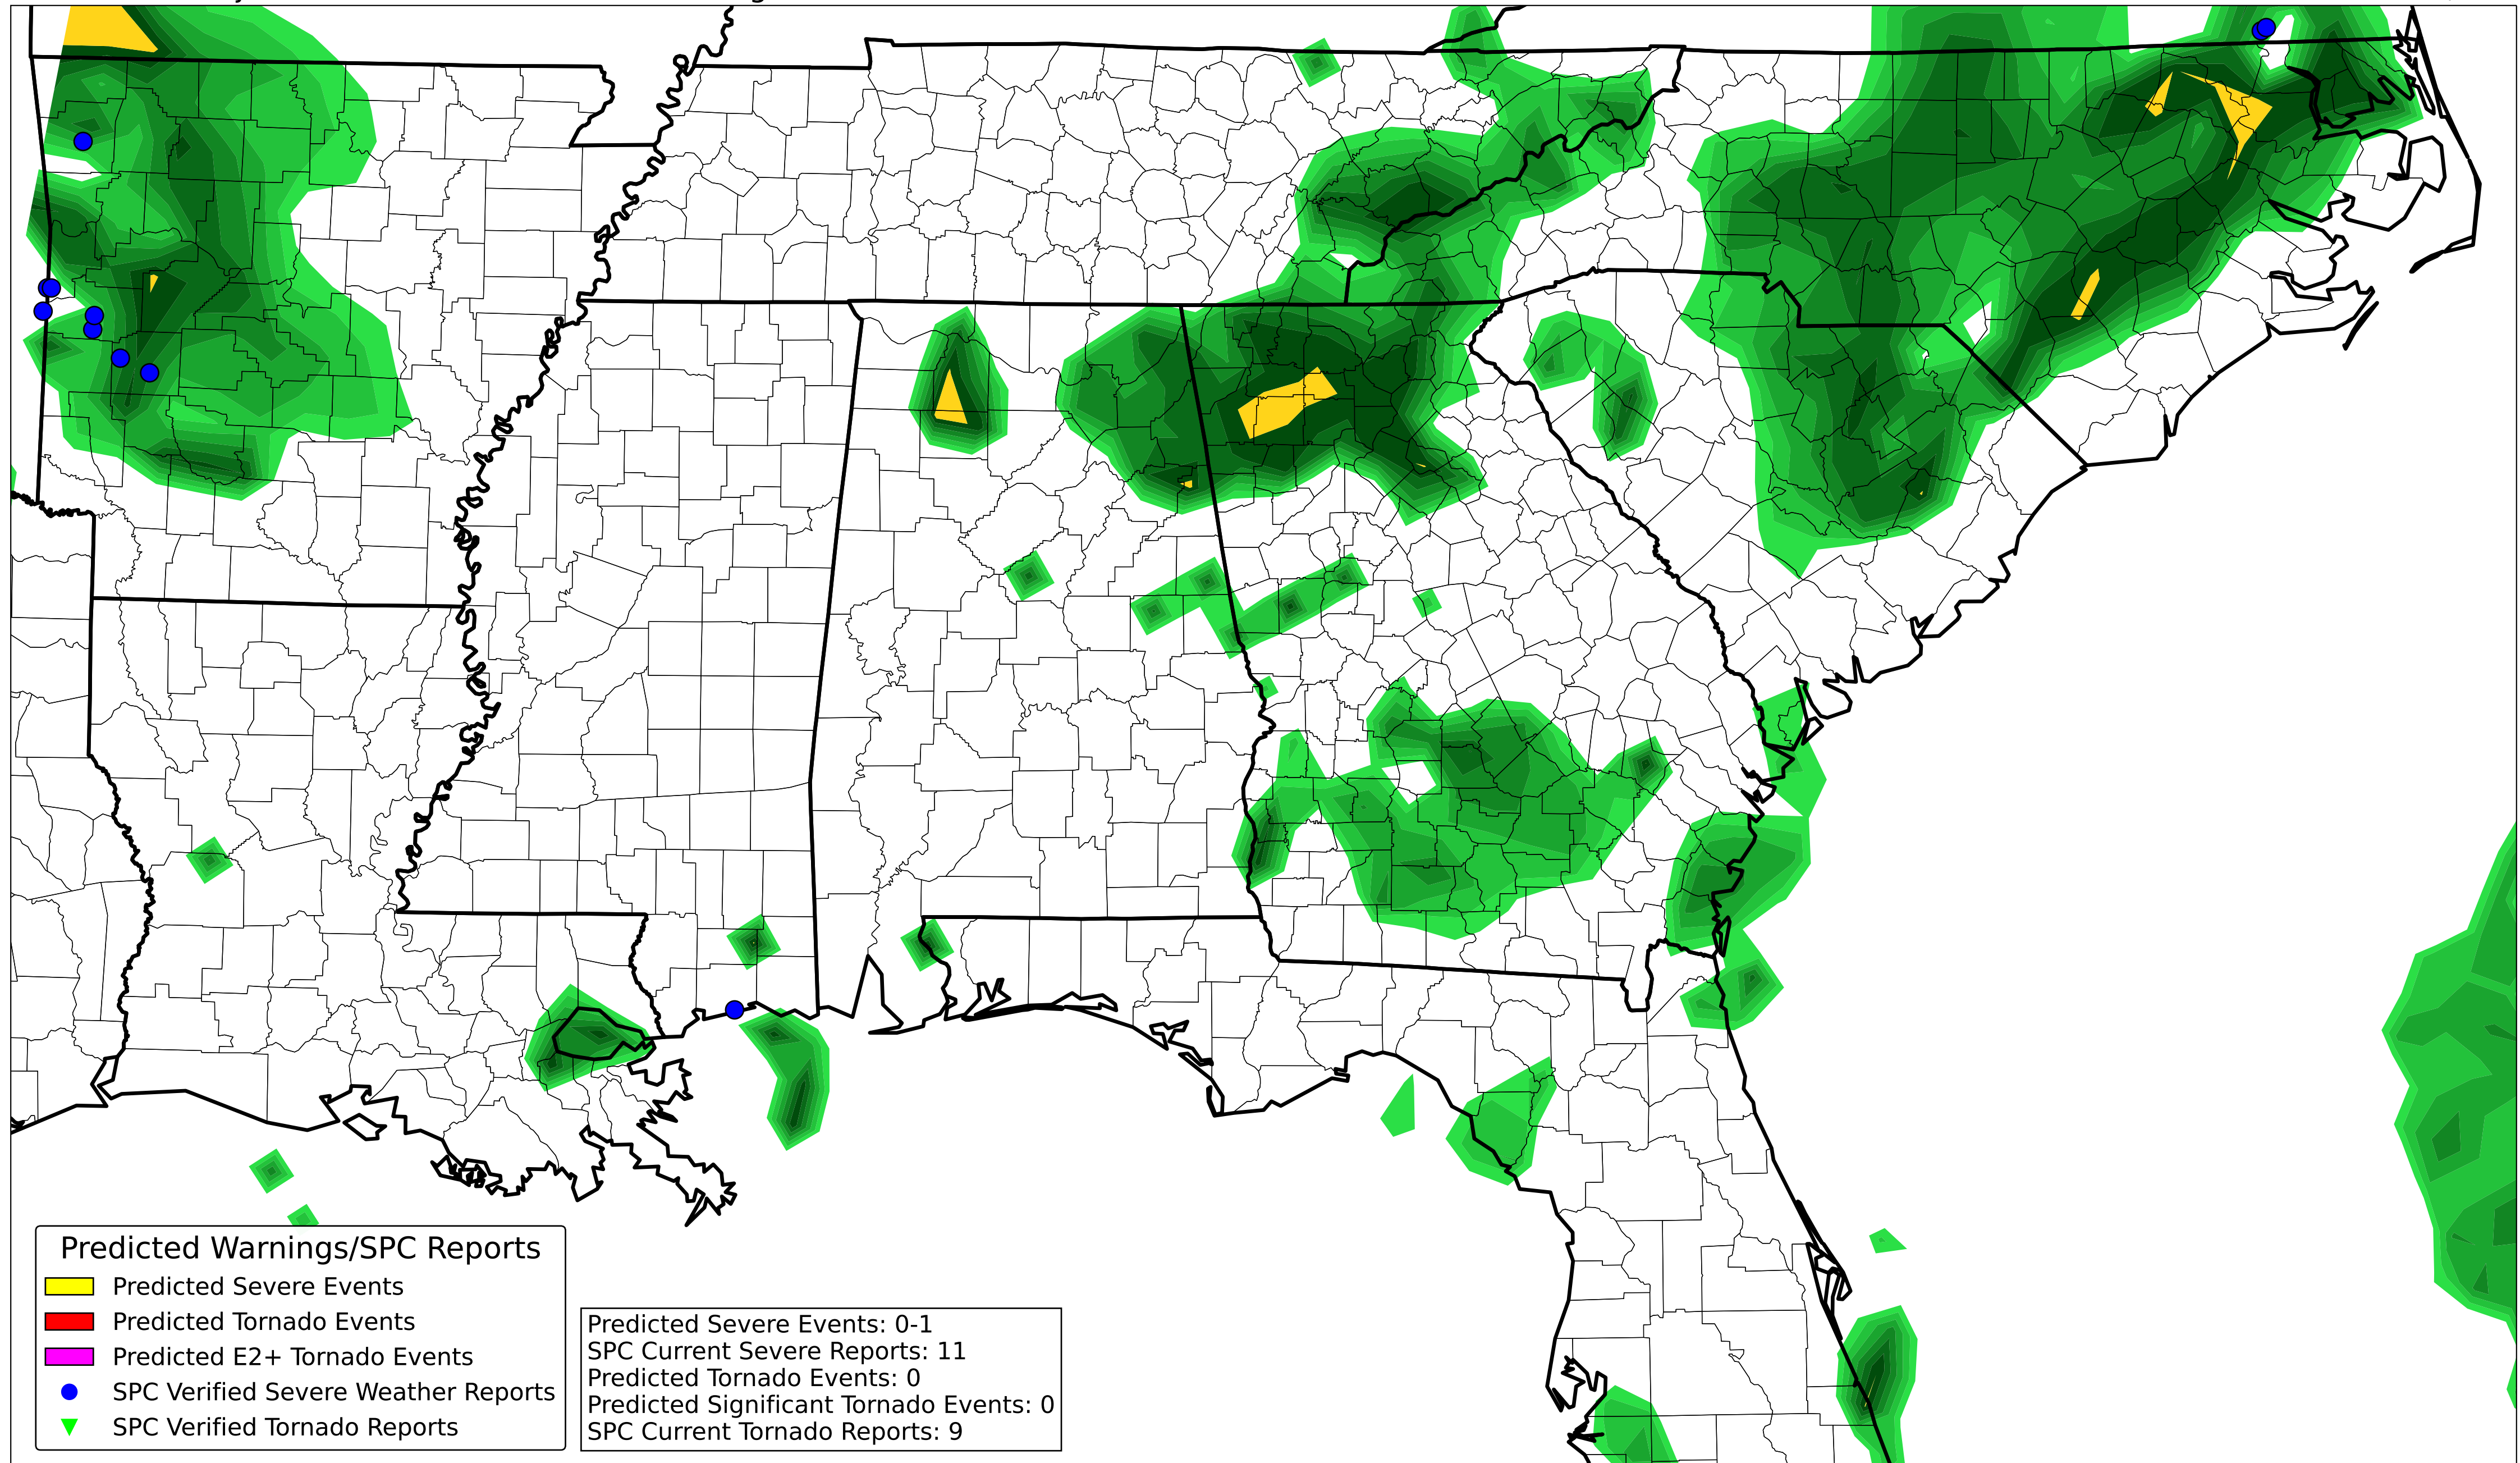 Predicted Warnings/SPC Reports
Predicted Severe Events
Predicted Tornado Events
Predicted E2+ Tornado Events
SPC Verified Severe Weather Reports
SPC Verified Tornado Reports
Predicted Severe Events: 0-1
SPC Current Severe Reports: 11
Predicted Tornado Events: 0
Predicted Significant Tornado Events: 0
SPC Current Tornado Reports: 9